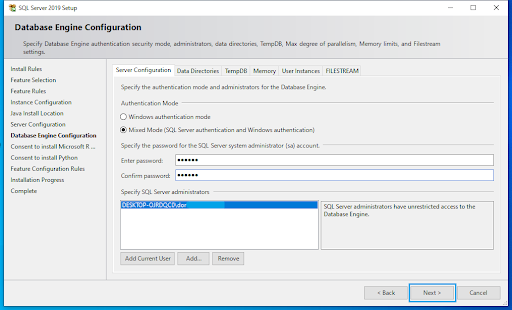 SQL Server 2019 Setup
Database Engine Configuration
Specify Database Engine authentication security mode, administrators, data directories, TempDB, Max degree of parallelism, Memory limits, and Filestream
settings.
Install Rules
Feature Selection
Feature Rules
Instance Configuration
Java Install Location
Server Configuration
Database Engine Configuration
Consent to install Microsoft R ...
Consent to install Python
Feature Configuration Rules
Installation Progress
Complete
Server Configuration Data Directories TempDB Memory User Instances FILESTREAM
Specify the authentication mode and administrators for the Database Engine.
Authentication Mode
Windows authentication mode
Mixed Mode (SQL Server authentication and Windows authentication)
Specify the password for the SQL Server system administrator (sa) account.
Enter password: ••••••
Confirm password: ••••••
Specify SQL Server administrators
SQL Server administrators have unrestricted access to the
Database Engine.
Add Current User Add... Remove
< Back Next > Cancel